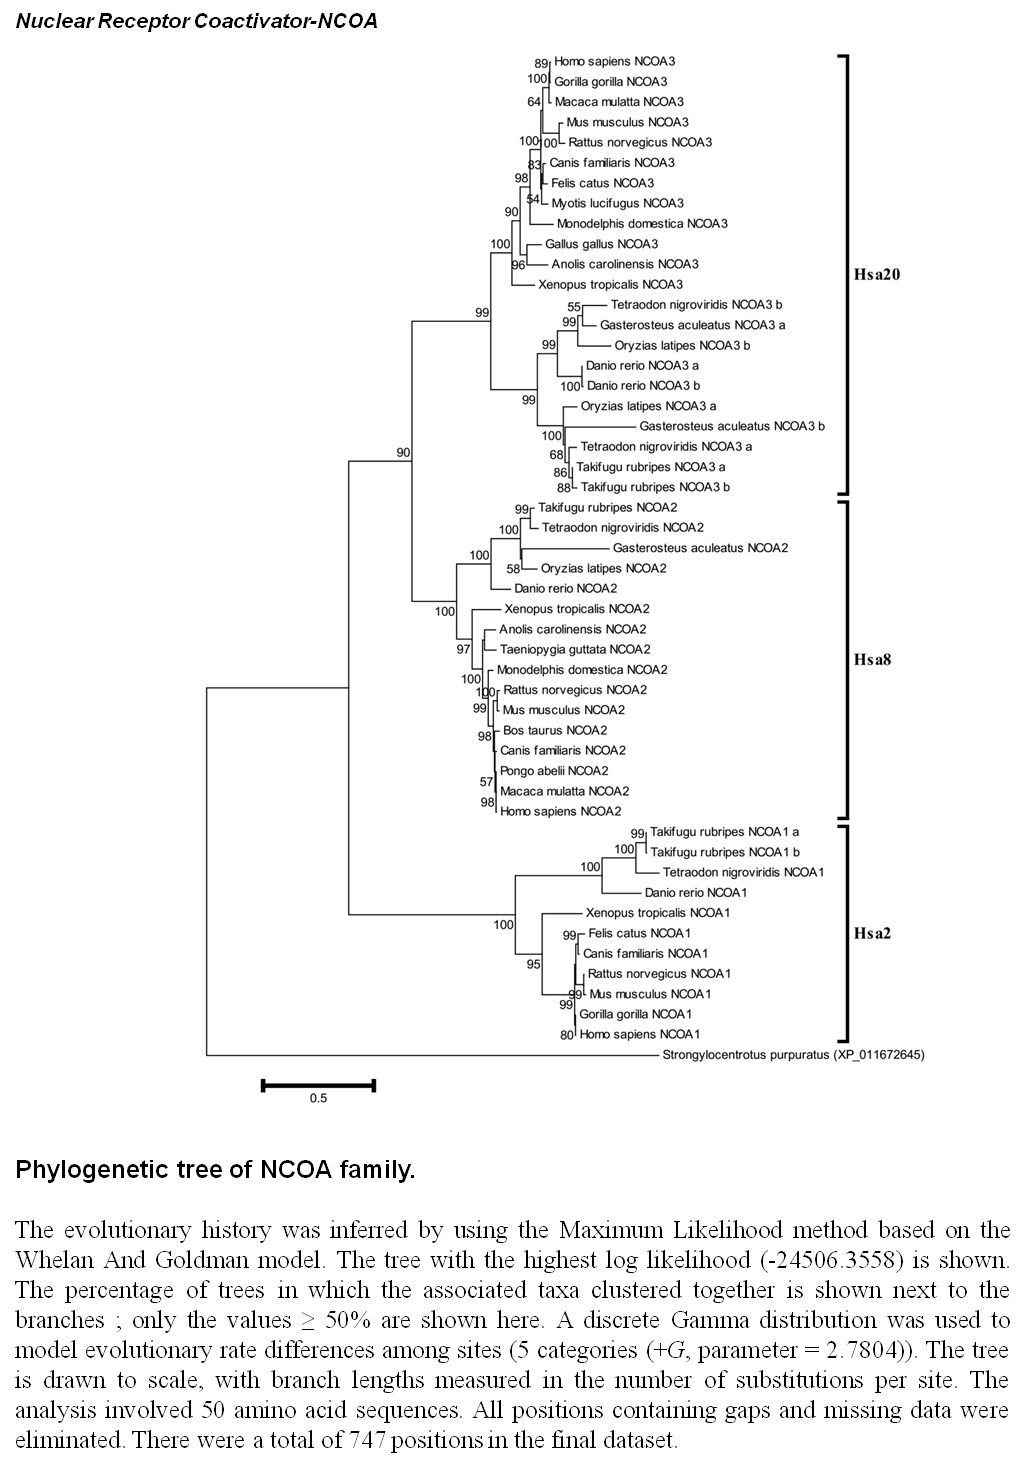 Nuclear Receptor Coactivator-NCOA
89 Homo sapiens NCOA3
100 Gorilla gorilla NCOA3
64 Macaca mulatta NCOA3
Mus musculus NCOA3
100 00 Rattus norvegicus NCOA3
83 Canis familiaris NCOA3
98 Felis catus NCOA3
54 Myotis lucifugus NCOA3
90
Monodelphis domestica NCOA3
100 Gallus gallus NCOA3
96 Anolis carolinensis NCOA3
Hsa20
Xenopus tropicalis NCOA3
99
55 Tetraodon nigroviridis NCOA3 b
99 Gasterosteus aculeatus NCOA3 a
99 Oryzias latipes NCOA3 b
Danio rerio NCOA3 a
100 Danio rerio NCOA3 b
99
Oryzias latipes NCOA3 a
100 Gasterosteus aculeatus NCOA3 b
68 Tetraodon nigroviridis NCOA3 a
86 Takifugu rubripes NCOA3 a
88 Takifugu rubripes NCOA3 b
90
99 Takifugu rubripes NCOA2
100 Tetraodon nigroviridis NCOA2
100 Gasterosteus aculeatus NCOA2
58 Oryzias latipes NCOA2
Danio rerio NCOA2
100 Xenopus tropicalis NCOA2
Anolis carolinensis NCOA2
97 Taeniopygia guttata NCOA2
Hsa8
100 Monodelphis domestica NCOA2
100 Rattus norvegicus NCOA2
99 Mus musculus NCOA2
98 Bos taurus NCOA2
Canis familiaris NCOA2
57 Pongo abelii NCOA2
98 Macaca mulatta NCOA2
Homo sapiens NCOA2
99 Takifugu rubripes NCOA1 a
100 Takifugu rubripes NCOA1 b
100 Tetraodon nigroviridis NCOA1
Danio rerio NCOA1
100 Xenopus tropicalis NCOA1
99 Felis catus NCOA1
Hsa2
95 Canis familiaris NCOA1
Rattus norvegicus NCOA1
99 Mus musculus NCOA1
99 Gorilla gorilla NCOA1
80 Homo sapiens NCOA1
Strongylocentrotus purpuratus (XP_011672645)
0.5
Phylogenetic tree of NCOA family.
The evolutionary history was inferred by using the Maximum Likelihood method based on the
Whelan And Goldman model. The tree with the highest log likelihood (-24506.3558) is shown.
The percentage of trees in which the associated taxa clustered together is shown next to the
branches ; only the values ≥ 50% are shown here. A discrete Gamma distribution was used to
model evolutionary rate differences among sites (5 categories (+G, parameter = 2.7804)). The tree
is drawn to scale, with branch lengths measured in the number of substitutions per site. The
analysis involved 50 amino acid sequences. All positions containing gaps and missing data were
eliminated. There were a total of 747 positions in the final dataset.